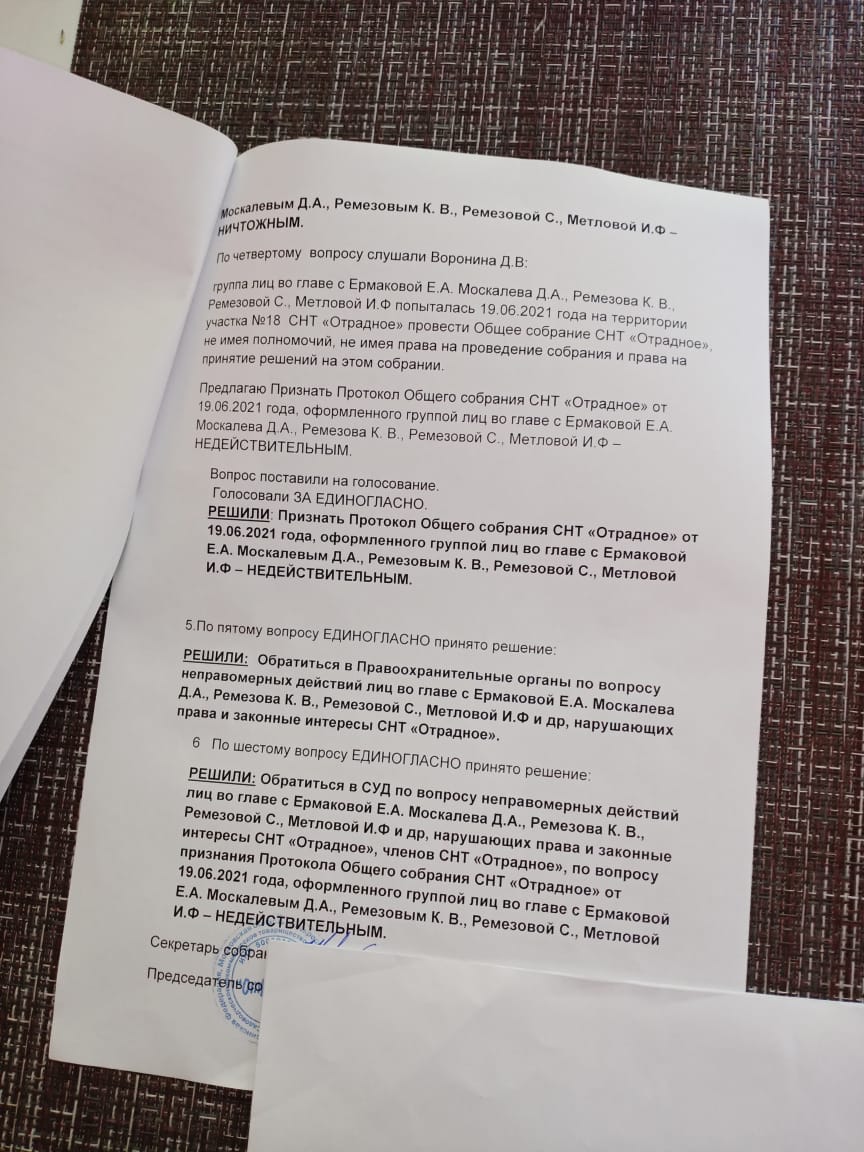 Москалевым Д.А., Ремезовым К. В., Ремезовой С., Метловой И.Ф –
НИЧТОЖНЫМ.
По четвертому вопросу слушали Воронина Д.В:
группа лиц во главе с Ермаковой Е.А. Москалева Д.А., Ремезова К. В.,
Ремезовой С., Метловой И.Ф попыталась 19.06.2021 года на территории
участка №18 СНТ «Отрадное» провести Общее собрание СНТ «Отрадное»,
не имея полномочий, не имея права на проведение собрания и права на
принятие решений на этом собрании.
Предлагаю Признать Протокол Общего собрания СНТ «Отрадное» от
19.06.2021 года, оформленного группой лиц во главе с Ермаковой Е.А.
Москалева Д.А., Ремезова К. В., Ремезовой С., Метловой И.Ф –
НЕДЕЙСТВИТЕЛЬНЫМ.
Вопрос поставили на голосование.
Голосовали ЗА ЕДИНОГЛАСНО.
РЕШИЛИ: Признать Протокол Общего собрания СНТ «Отрадное» от
19.06.2021 года, оформленного группой лиц во главе с Ермаковой
Е.А. Москалевым Д.А., Ремезовым К. В., Ремезовой С., Метловой
И.Ф – НЕДЕЙСТВИТЕЛЬНЫМ.
5.По пятому вопросу ЕДИНОГЛАСНО принято решение:
РЕШИЛИ: Обратиться в Правоохранительные органы по вопросу
неправомерных действий лиц во главе с Ермаковой Е.А. Москалева
Д.А., Ремезова К. В., Ремезовой С., Метловой И.Ф и др, нарушающих
права и законные интересы СНТ «Отрадное».
6 По шестому вопросу ЕДИНОГЛАСНО принято решение:
РЕШИЛИ: Обратиться в СУД по вопросу неправомерных действий
лиц во главе с Ермаковой Е.А. Москалева Д.А., Ремезова К. В.,
Ремезовой С., Метловой И.Ф и др, нарушающих права и законные
интересы СНТ «Отрадное», членов СНТ «Отрадное», по вопросу
признания Протокола Общего собрания СНТ «Отрадное» от
19.06.2021 года, оформленного группой лиц во главе с Ермаковой
Е.А. Москалевым Д.А., Ремезовым К. В., Ремезовой С., Метловой
И.Ф – НЕДЕЙСТВИТЕЛЬНЫМ.
Секретарь собран
Председатель со